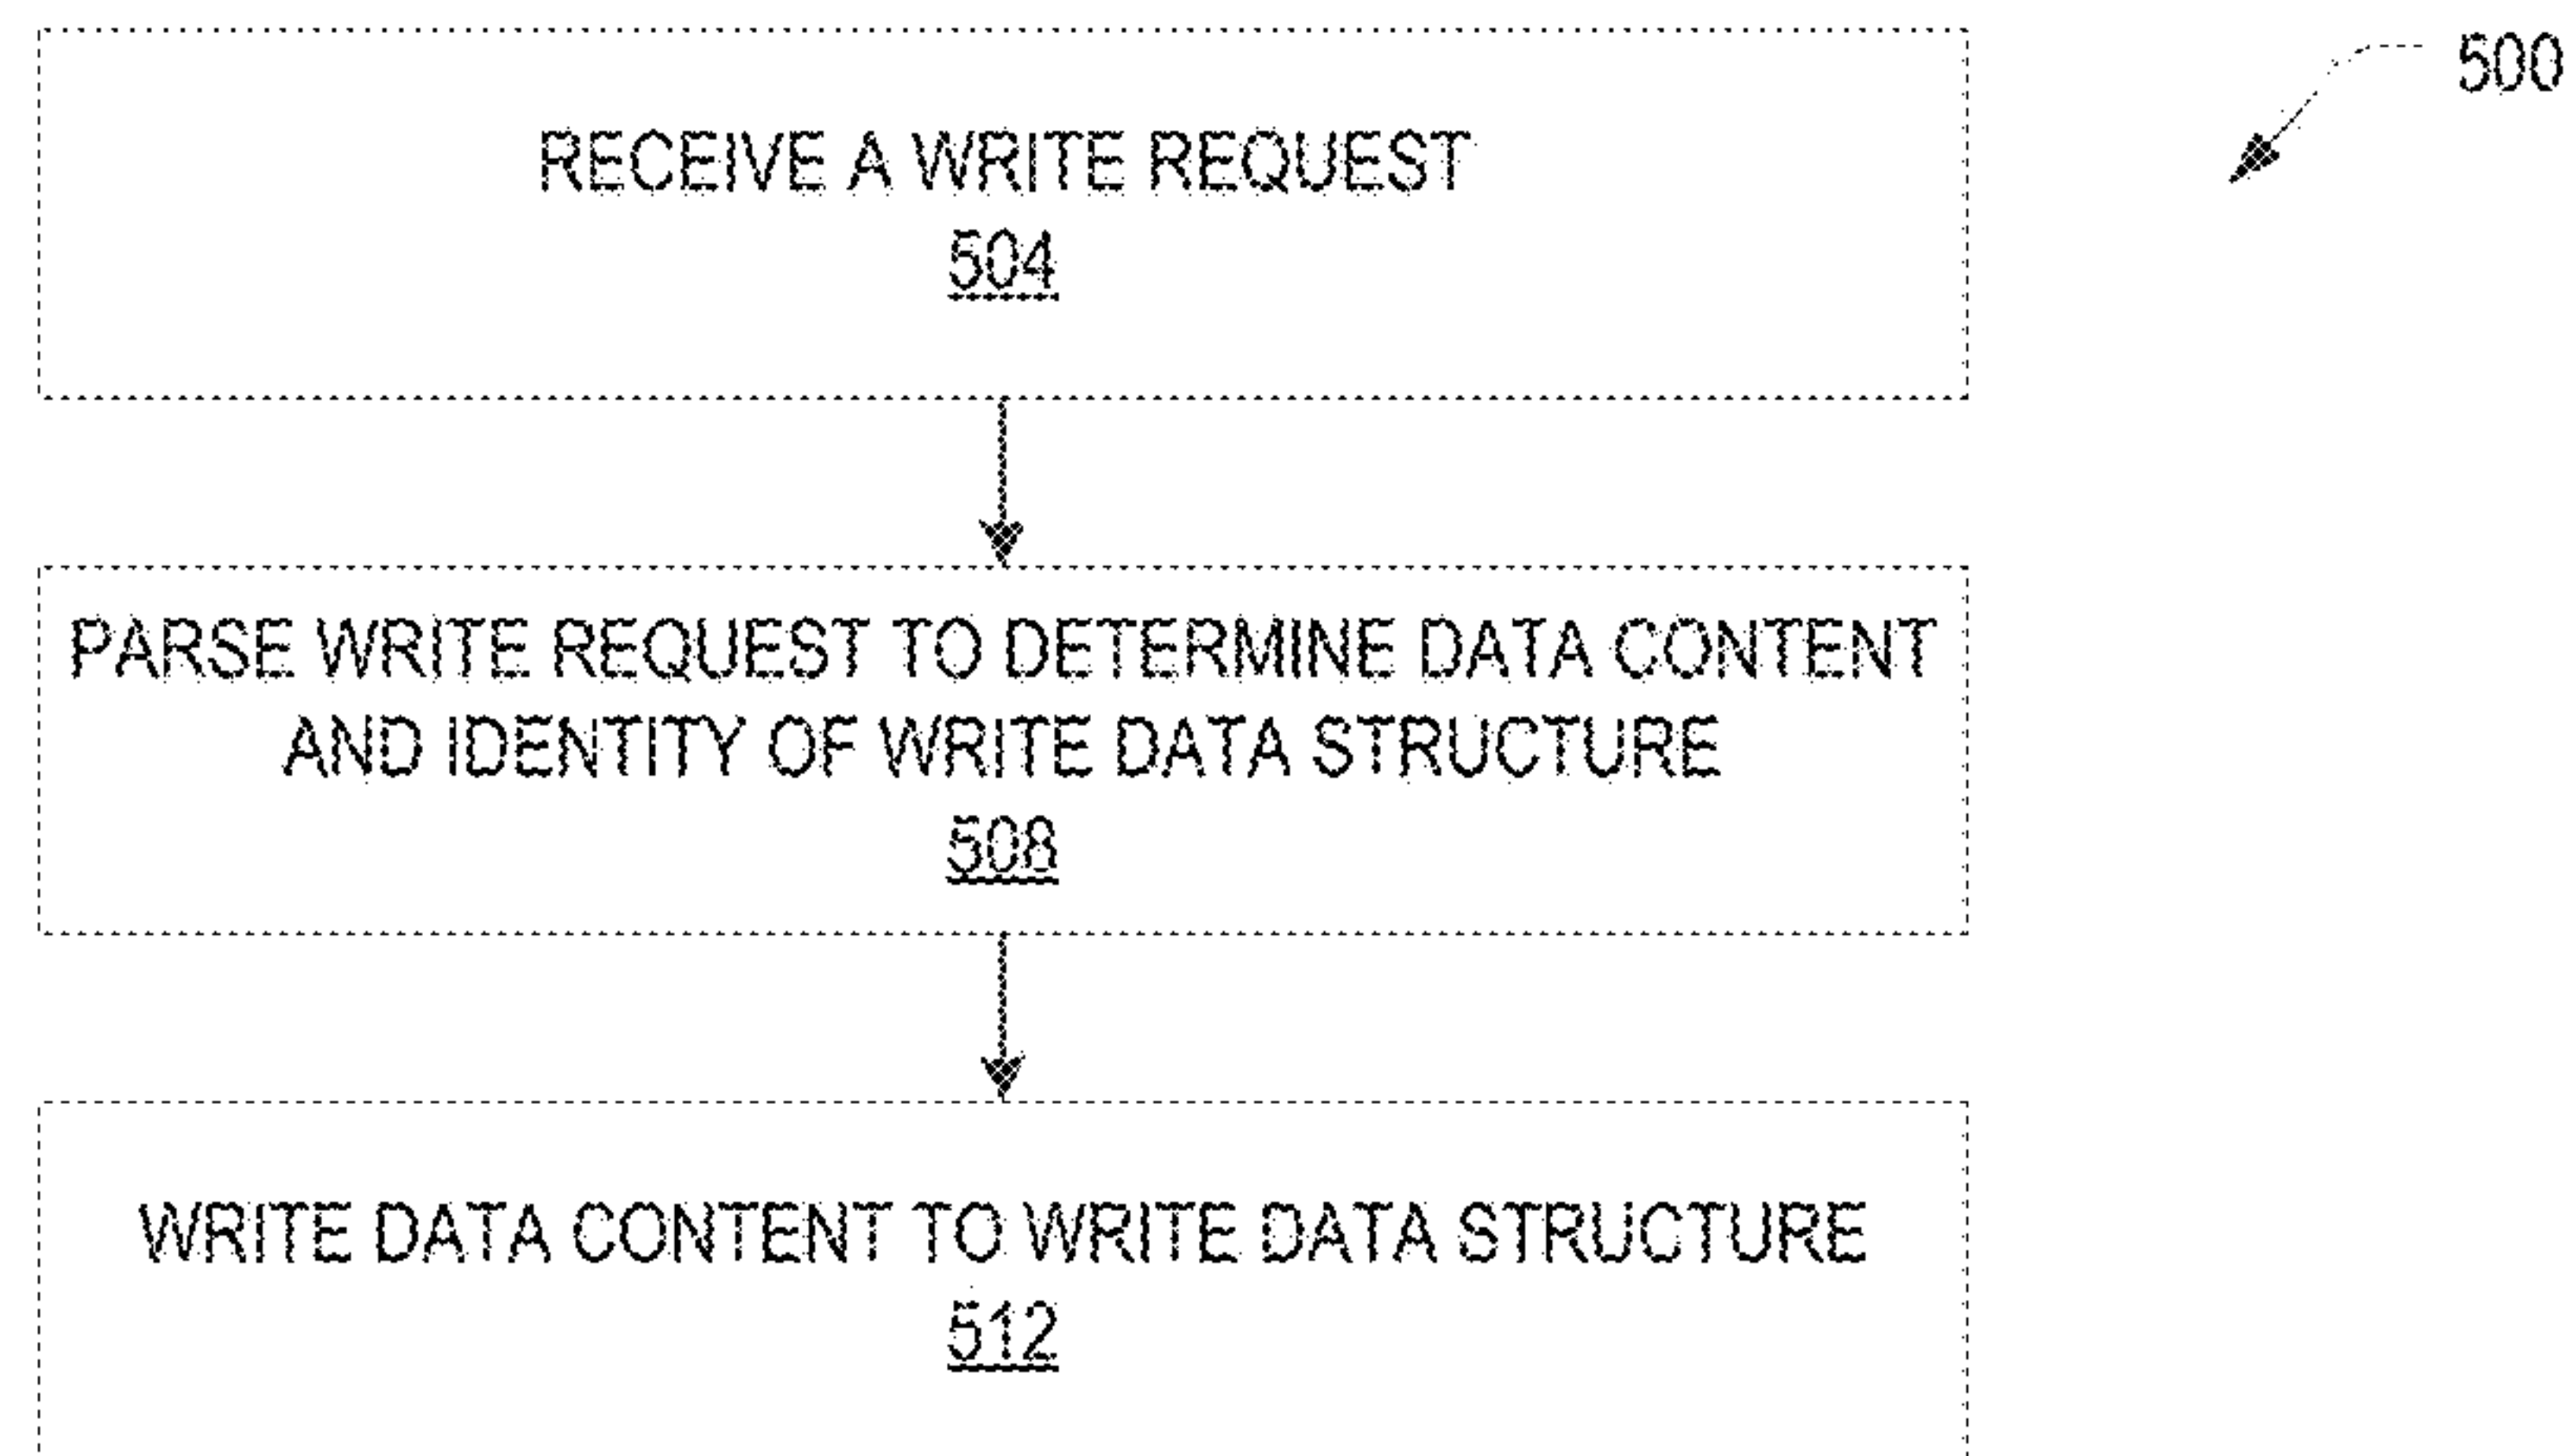 500
RECEIVE A WRITE REQUEST
504
PARSE WRITE REQUEST TO DETERMINE DATA CONTENT
AND IDENTITY OF WRITE DATA STRUCTURE
508
WRITE DATA CONTENT TO WRITE DATA STRUCTURE
512